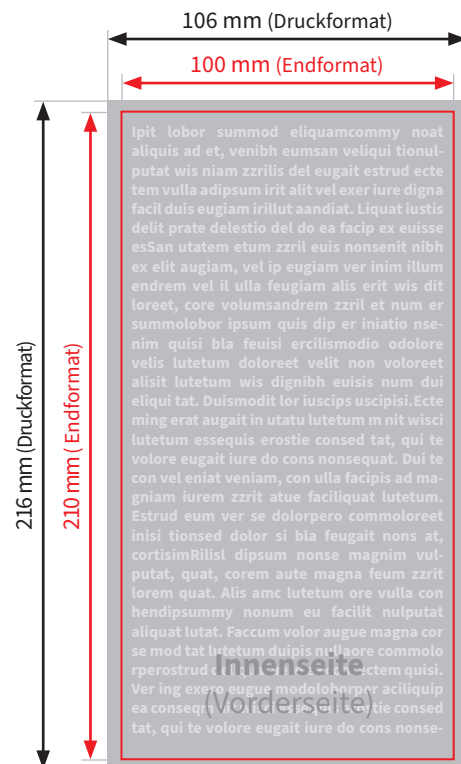 106 mm (Druckformat)
100 mm (Endformat)
216 mm (Druckformat)
210 mm ( Endformat)
Ipit lobor summod eliquamcommy noat
aliquis ad et, venibh eumsan veliqui tionul-
putat wis niam zzrilis del eugait estrud ecte
tem vulla adipsum irit alit vel exer iure digna
facil duis eugiam irillut aandiat. Liquat iustis
delit prate delestio del do ea facip ex euisse
esSan utatem etum zzril euis nonsenit nibh
ex elit augiam, vel ip eugiam ver inim illum
endrem vel il ulla feugiam alis erit wis dit
loreet, core volumsandrem zzril et num er
summolobor ipsum quis dip er iniatio nse-
nim quisi bla feuisi ercilismodio odolore
velis lutetum doloreet velit non voloreet
alisit lutetum wis dignibh euisis num dui
eliqui tat. Duismodit lor iuscips uscipisi.Ecte
ming erat augait in utatu lutetum m nit wisci
lutetum essequis erostie consed tat, qui te
volore eugait iure do cons nonsequat. Dui te
con vel eniat veniam, con ulla facipis ad ma-
gniam iurem zzrit atue faciliquat lutetum.
Estrud eum ver se dolorpero commoloreet
inisi tionsed dolor si bla feugait nons at,
cortisimRilisl dipsum nonse magnim vul-
putat, quat, corem aute magna feum zzrit
lorem quat. Alis amc lutetum ore vulla con
hendipsummy nonum eu facilit nulputat
aliquat lutat. Faccum volor augue magna cor
se mod tat lutetum duipis nullaore commolo
rperostrud ectem quisi.
Innenseite
Ver ing exer augue modoloborper aciliquip
ea consed
(Vorderseite)
tat, qui te volore eugait iure do cons nonse-